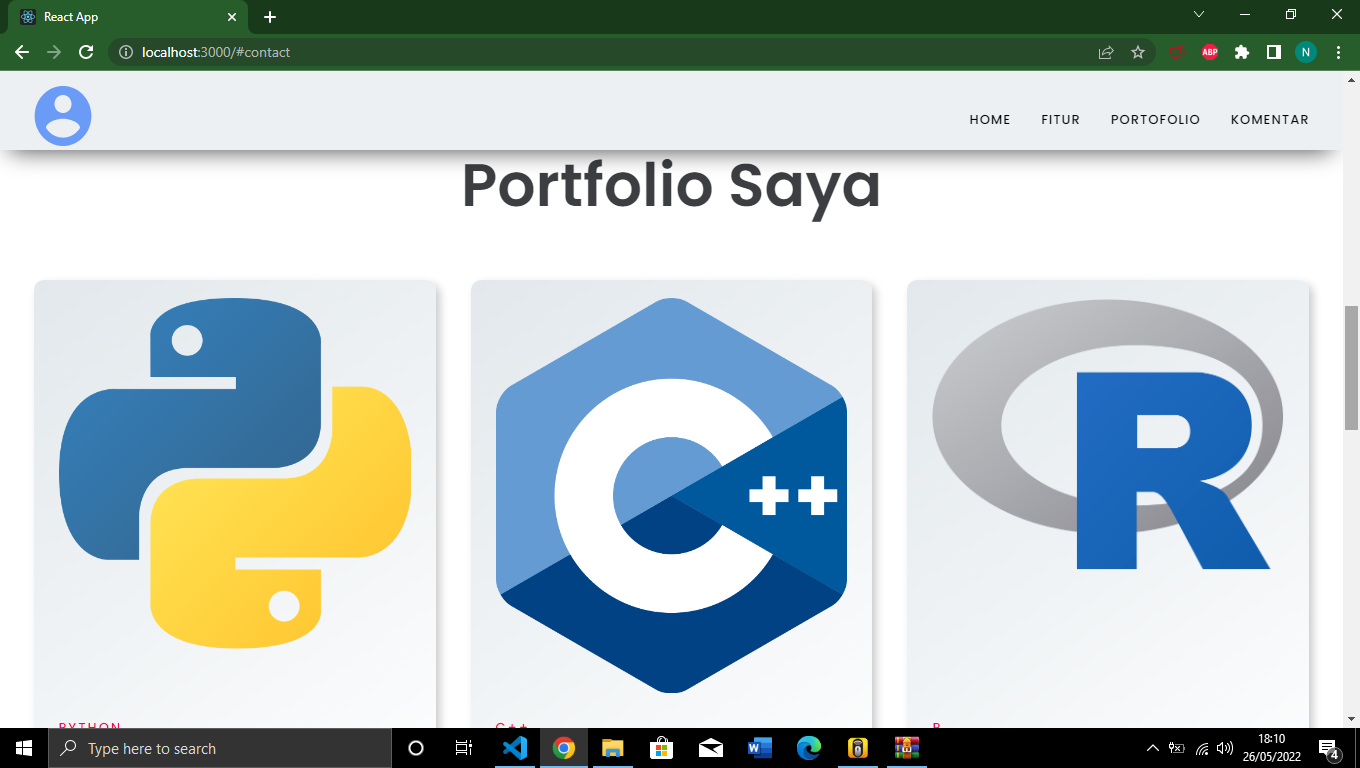 React App
localhost:3000/#contact
ABP
N
HOME FITUR PORTOFOLIO KOMENTAR
Portfolio Saya
C
++
R
PYTHON C++ R
Type here to search
W
18:10
26/05/2022
4